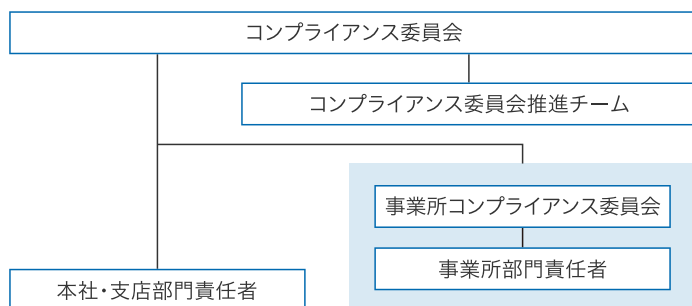 コンプライアンス委員会
コンプライアンス委員会推進チーム
事業所コンプライアンス委員会
事業所部門責任者
本社・支店部門責任者